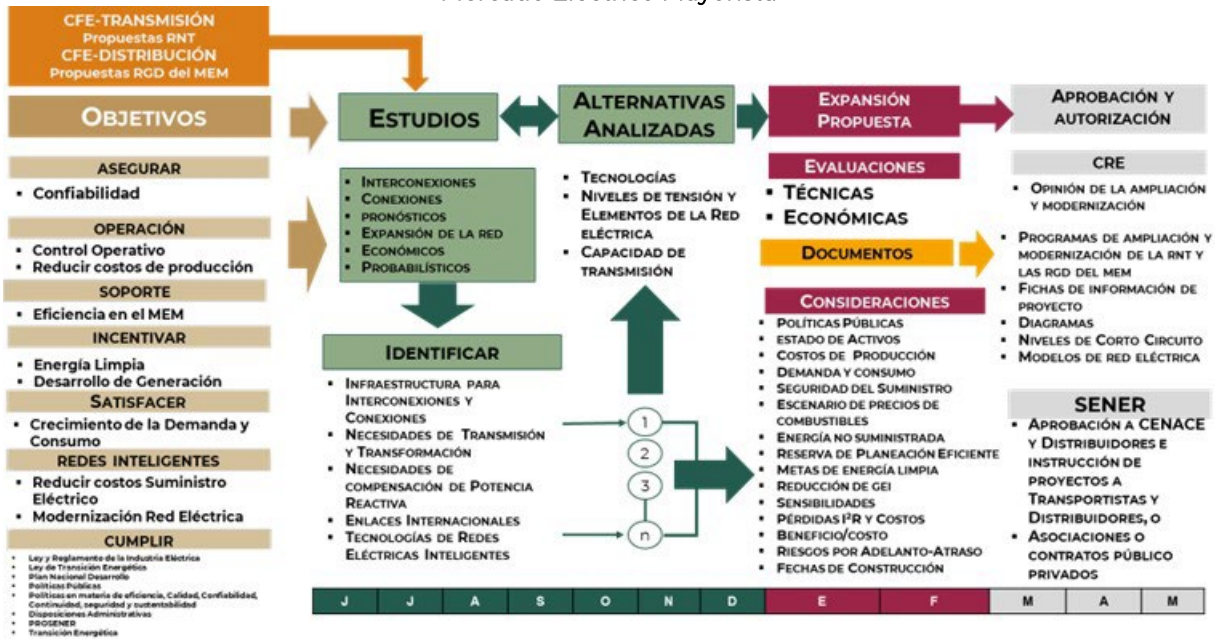 CFE-TRANSMISIÓN
Propuestas RNT
CFE-DISTRIBUCIÓN
Propuestas RGD del MEM
OBJETIVOS
ASEGURAR
▪ Confiabilidad
OPERACIÓN
▪ Control Operativo
▪ Reducir costos de producción
SOPORTE
▪ Eficiencia en el MEM
INCENTIVAR
▪ Energía Limpia
▪ Desarrollo de Generación
SATISFACER
▪ Crecimiento de la Demanda y
Consumo
REDES INTELIGENTES
▪ Reducir costos Suministro
Eléctrico
▪ Modernización Red Eléctrica
CUMPLIR
▪ Ley y Reglamento de la Industria Eléctrica
▪ Ley de Transición Energética
▪ Plan Nacional Desarrollo
▪ Políticas Públicas
▪ Políticas en materia de eficiencia, Calidad, Confiabilidad,
Continuidad, seguridad y sustentabilidad
▪ Disposiciones Administrativas
▪ PROSENER
▪ Transición Energética
ESTUDIOS
▪ INTERCONEXIONES
▪ CONEXIONES
▪ PRONÓSTICOS
▪ EXPANSIÓN DE LA RED
▪ ECONÓMICOS
▪ PROBABILÍSTICOS
IDENTIFICAR
▪ INFRAESTRUCTURA PARA
INTERCONEXIONES Y
CONEXIONES
▪ NECESIDADES DE TRANSMISIÓN
Y TRANSFORMACIÓN
▪ NECESIDADES DE
COMPENSACIÓN DE POTENCIA
REACTIVA
▪ ENLACES INTERNACIONALES
▪ TECNOLOGÍAS DE REDES
ELÉCTRICAS INTELIGENTES
ALTERNATIVAS
ANALIZADAS
▪ TECNOLOGÍAS
▪ NIVELES DE TENSIÓN Y
ELEMENTOS DE LA RED
ELÉCTRICA
▪ CAPACIDAD DE
TRANSMISIÓN
1
2
3
n
EXPANSIÓN
PROPUESTA
EVALUACIONES
▪ TÉCNICAS
▪ ECONÓMICAS
DOCUMENTOS
CONSIDERACIONES
▪ POLÍTICAS PÚBLICAS
▪ ESTADO DE ACTIVOS
▪ COSTOS DE PRODUCCIÓN
▪ DEMANDA Y CONSUMO
▪ SEGURIDAD DEL SUMINISTRO
▪ ESCENARIO DE PRECIOS DE
COMBUSTIBLES
▪ ENERGÍA NO SUMINISTRADA
▪ RESERVA DE PLANEACIÓN EFICIENTE
▪ METAS DE ENERGÍA LIMPIA
▪ REDUCCIÓN DE GEI
▪ SENSIBILIDADES
▪ PÉRDIDAS I²R Y COSTOS
▪ BENEFICIO/COSTO
▪ RIESGOS POR ADELANTO-ATRASO
▪ FECHAS DE CONSTRUCCIÓN
APROBACIÓN Y
AUTORIZACIÓN
CRE
▪ OPINIÓN DE LA AMPLIACIÓN
Y MODERNIZACIÓN
▪ PROGRAMAS DE AMPLIACIÓN Y
MODERNIZACIÓN DE LA RNT Y
LAS RGD DEL MEM
▪ FICHAS DE INFORMACIÓN DE
PROYECTO
▪ DIAGRAMAS
▪ NIVELES DE CORTO CIRCUITO
▪ MODELOS DE RED ELÉCTRICA
SENER
▪ APROBACIÓN A CENACE
Y DISTRIBUIDORES E
INSTRUCCIÓN DE
PROYECTOS A
TRANSPORTISTAS Y
DISTRIBUIDORES, O
▪ ASOCIACIONES O
CONTRATOS PÚBLICO
PRIVADOS
J J A S O N D E F M A M